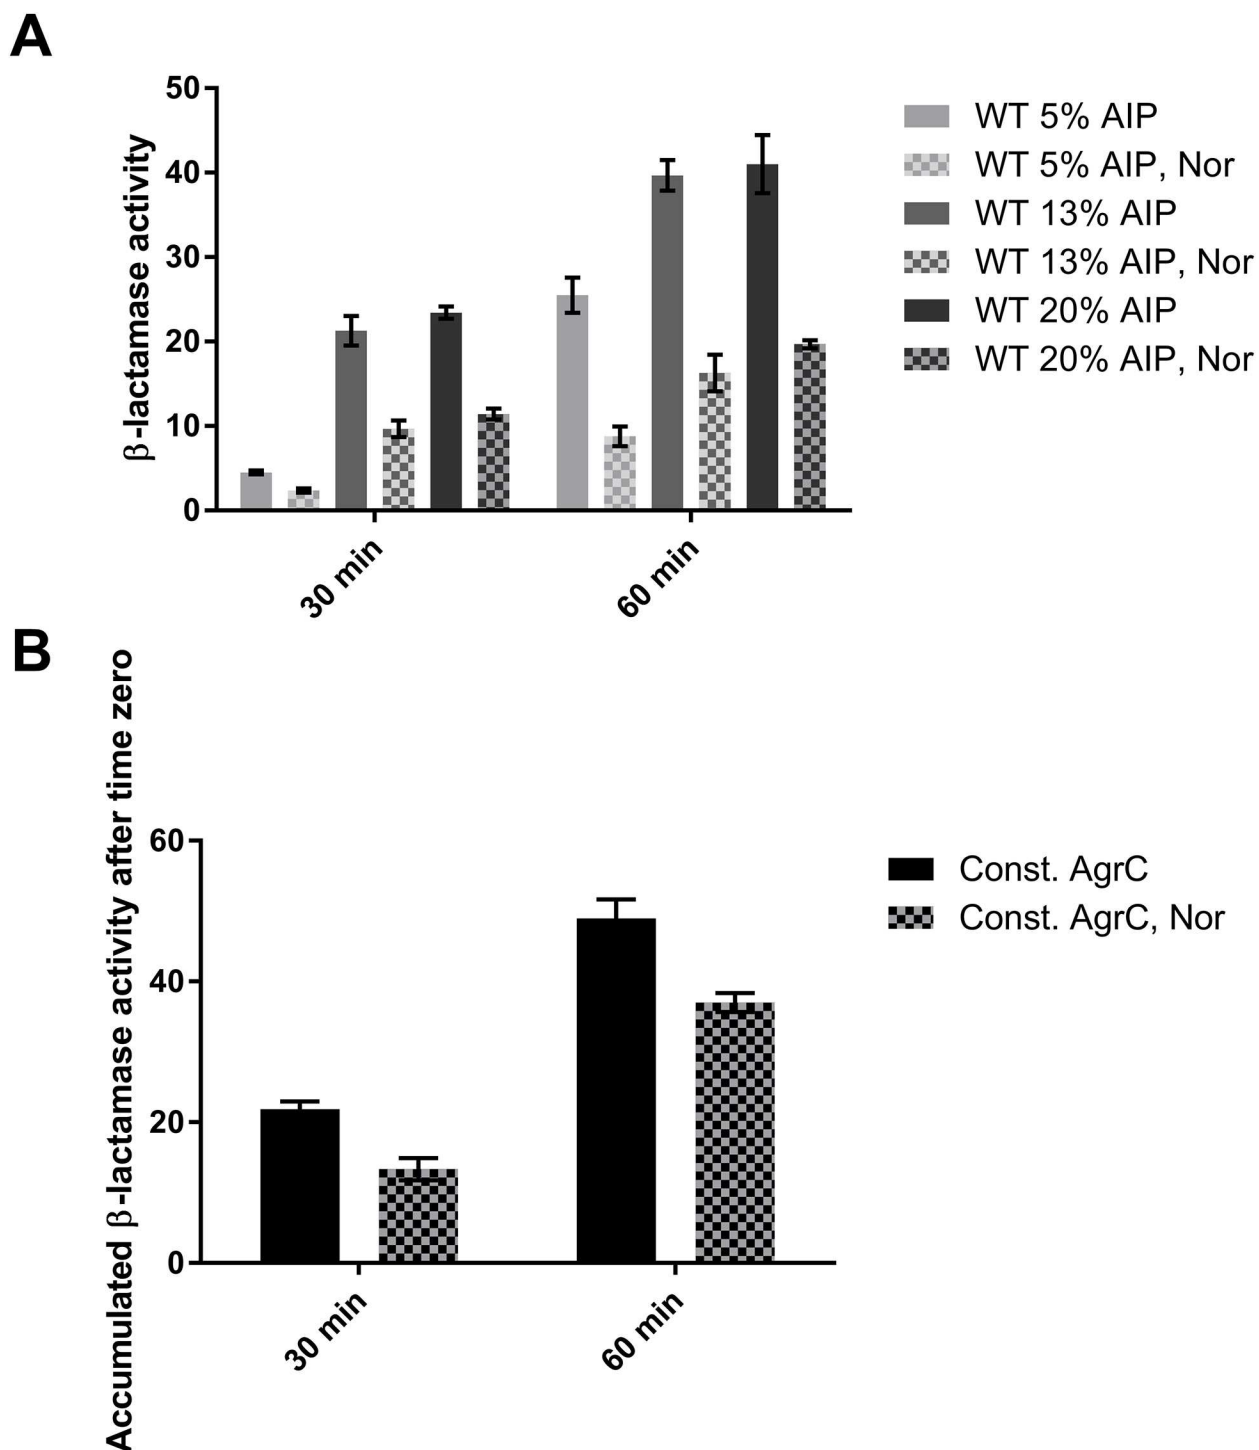 A
β-lactamase activity
50
40
30
20
10
0
30 min
60 min
WT 5% AIP
WT 5% AIP, Nor
WT 13% AIP
WT 13% AIP, Nor
WT 20% AIP
WT 20% AIP, Nor
B
Accumulated β-lactamase activity after time zero
60
40
20
0
30 min
60 min
Const. AgrC
Const. AgrC, Nor